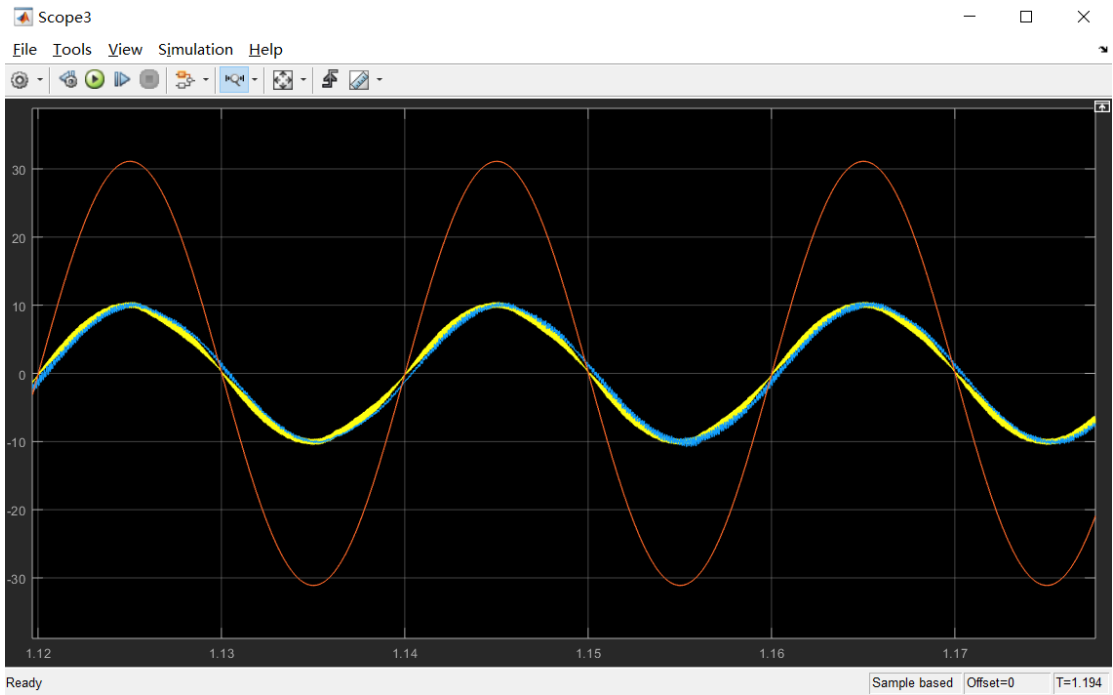 Scope3
File Tools View Simulation Help
30
20
10
0
-10
-20
-30
1.12 1.13 1.14 1.15 1.16 1.17
Ready Sample based Offset=0 T=1.194